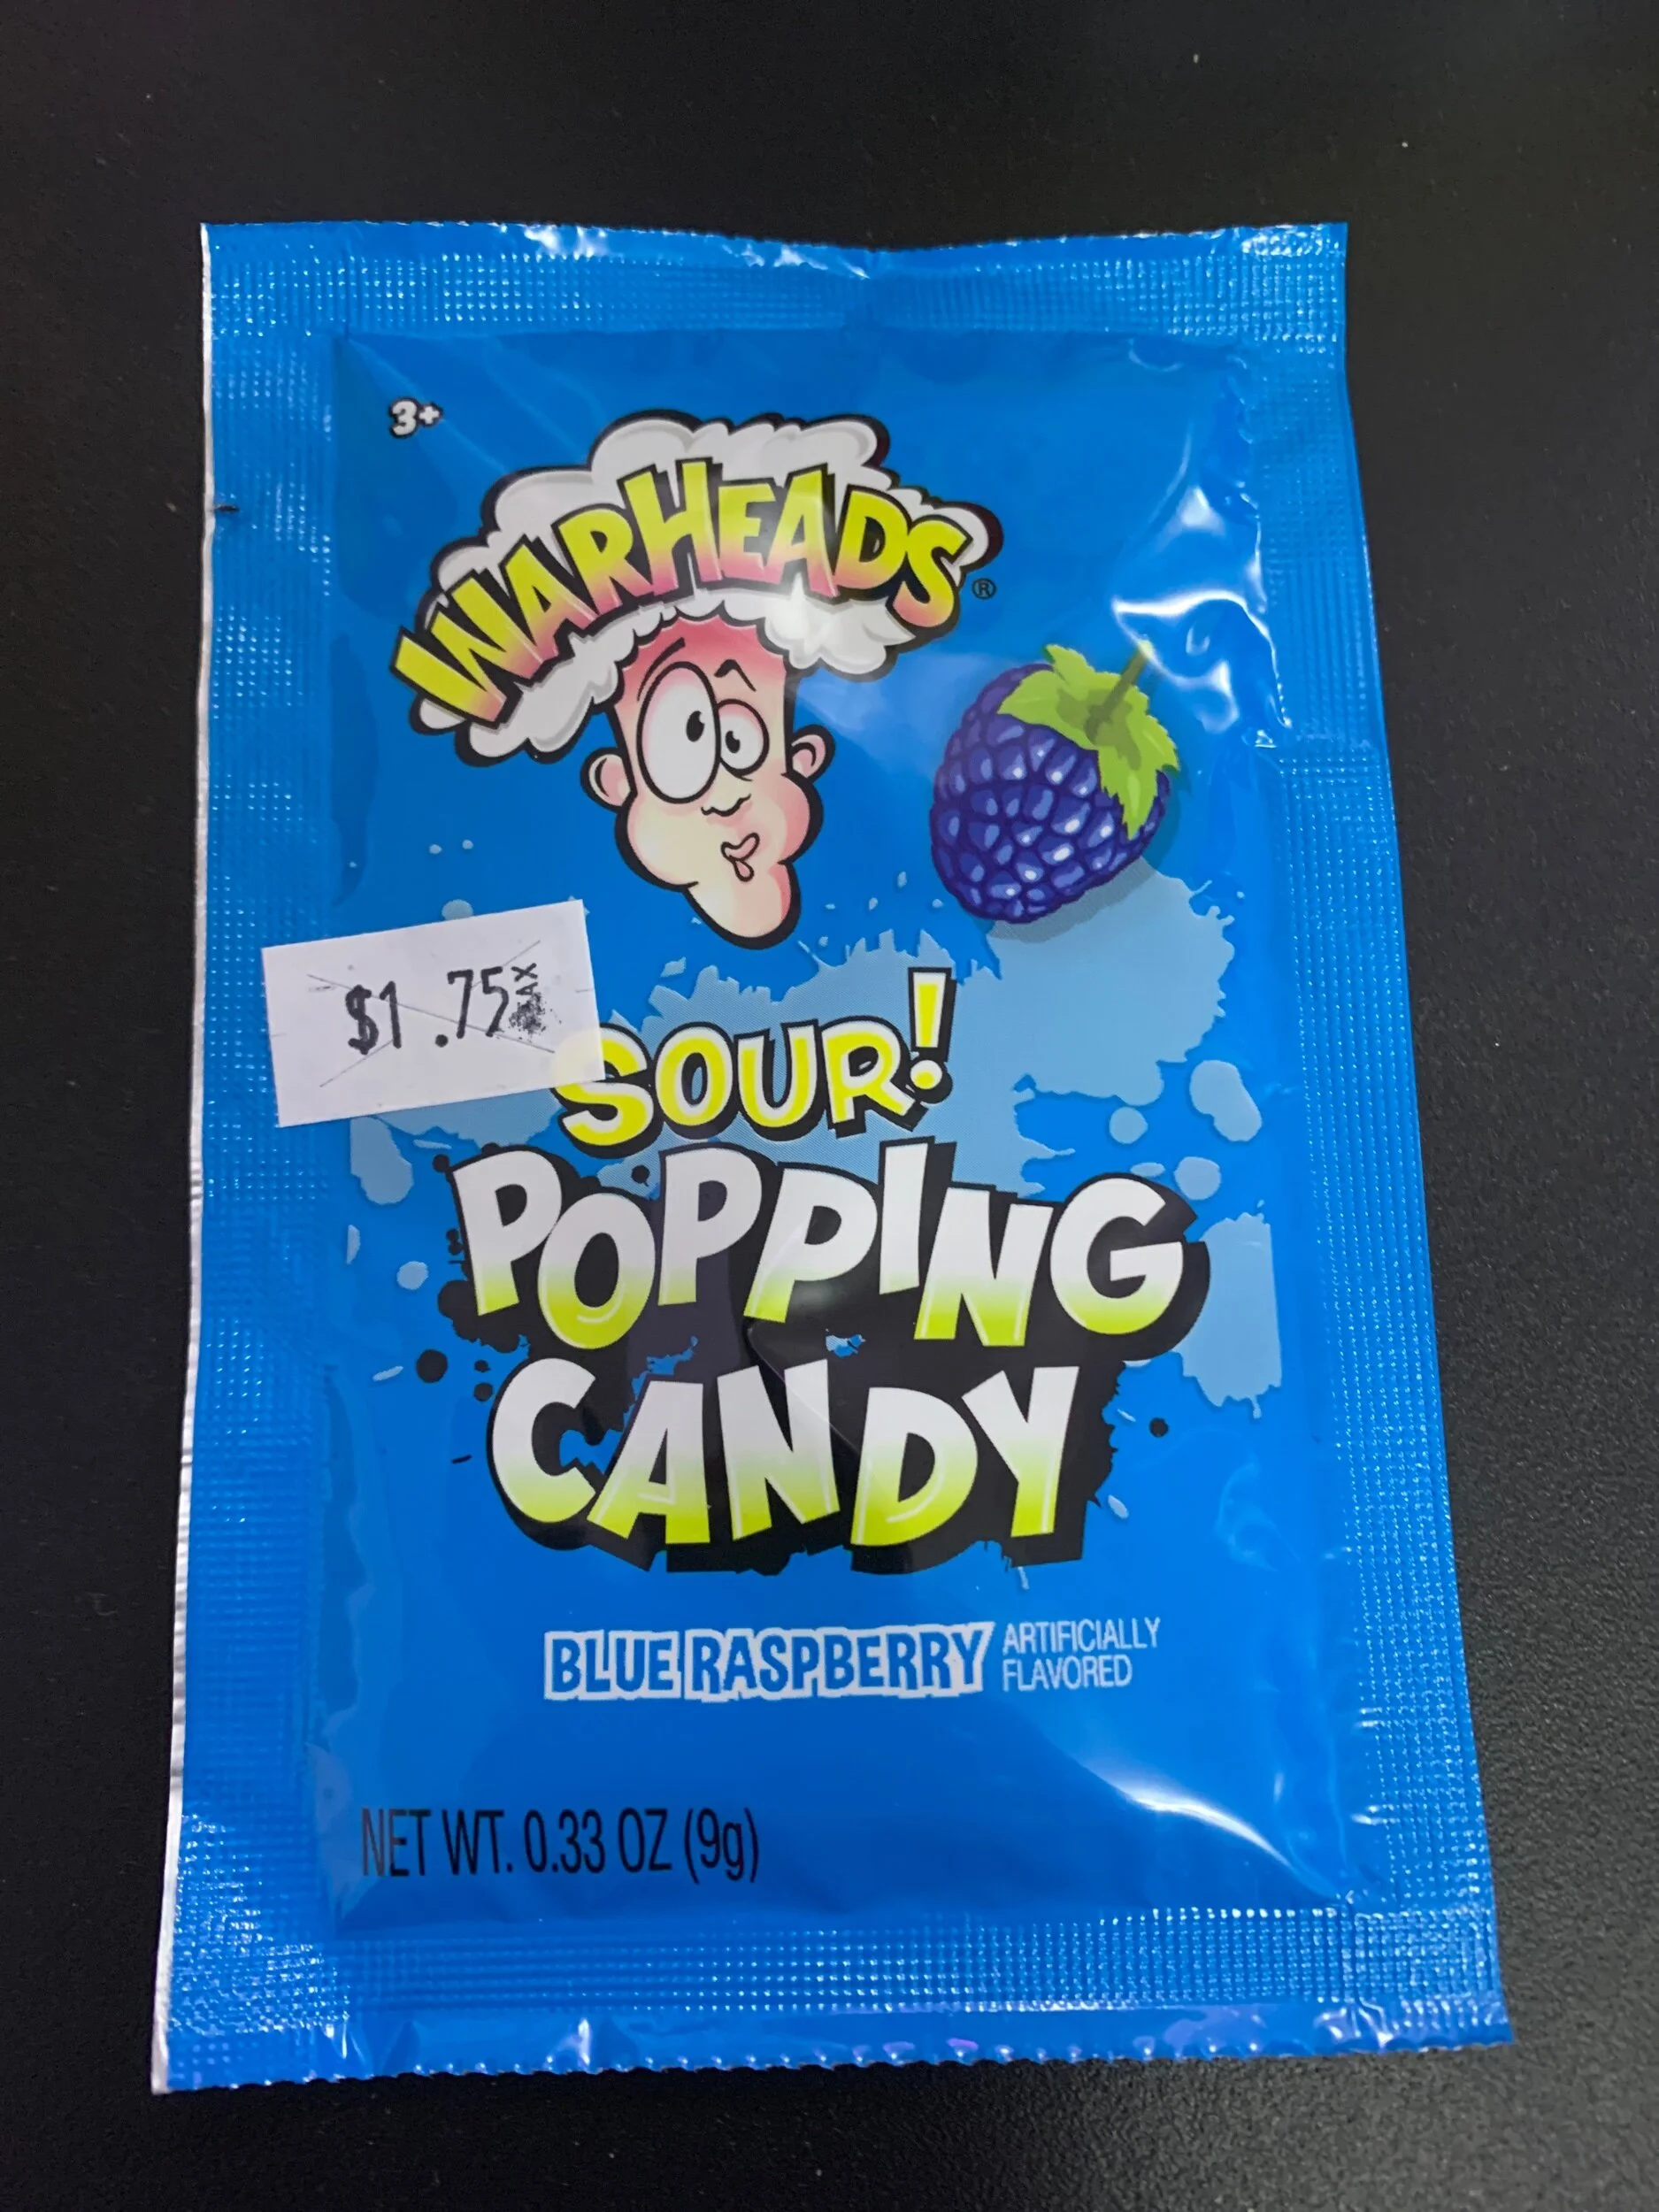 3+
WARHEADS®
$1.75
SOUR!
POPPING
CANDY
BLUE RASPBERRY ARTIFICIALLY
FLAVORED
NET WT. 0.33 OZ (9g)